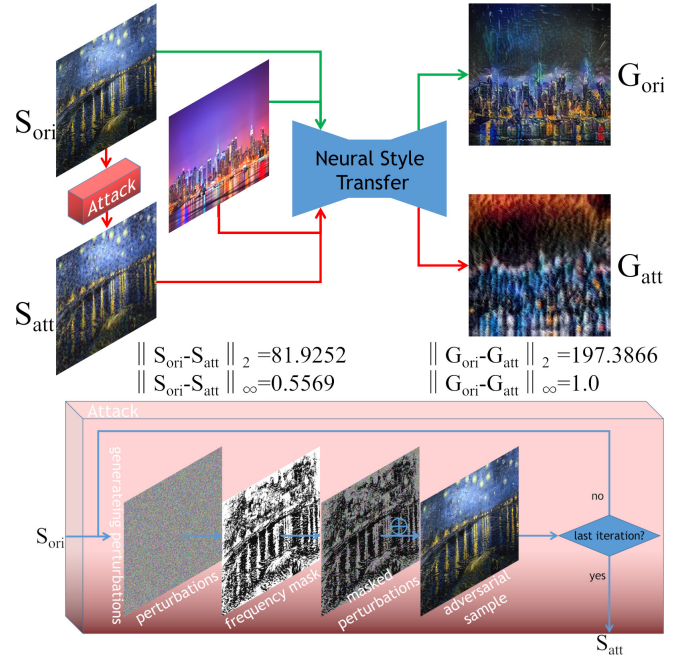 S_ori
Attack
S_att
Neural Style
Transfer
G_ori
G_att
‖ S_ori-S_att ‖ ₂ =81.9252
‖ S_ori-S_att ‖ ∞=0.5569
‖ G_ori-G_att ‖ ₂ =197.3866
‖ G_ori-G_att ‖ ∞=1.0
Attack
S_ori
generateing perturbations
perturbations
frequency mask
masked
perturbations
adversarial
sample
no
last iteration?
yes
S_att